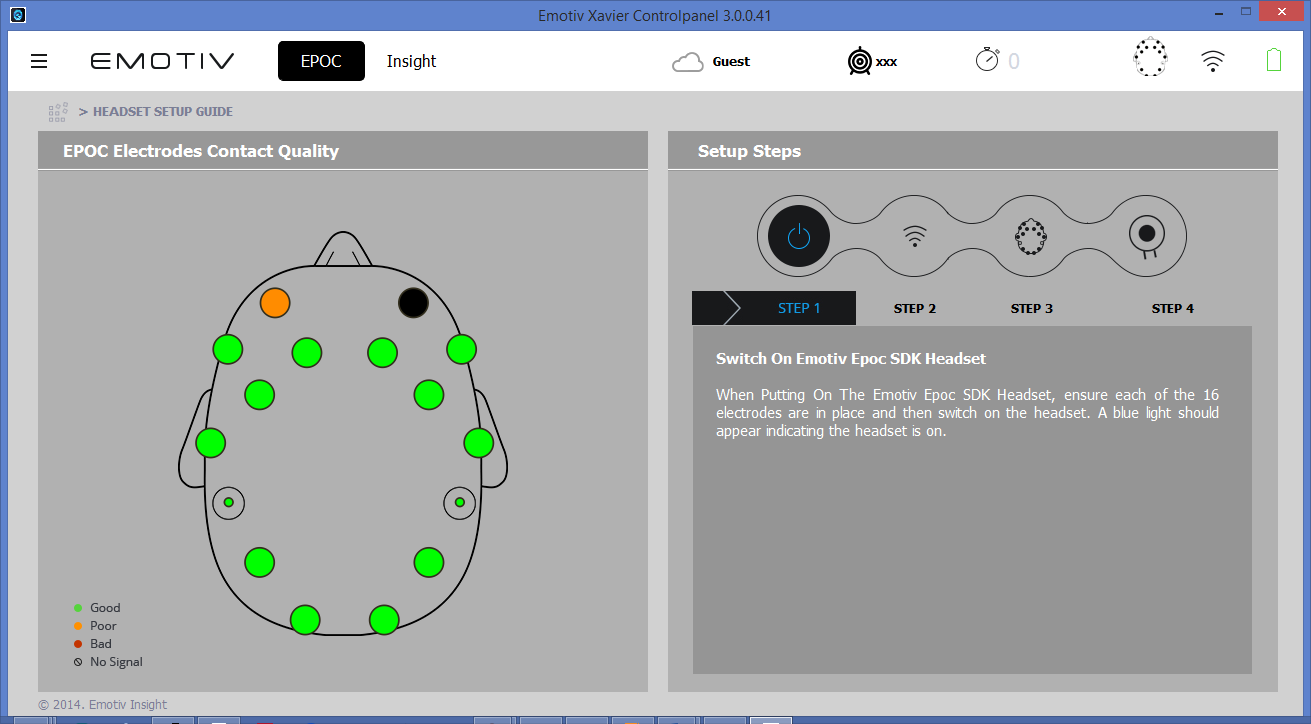 Emotiv Xavier Controlpanel 3.0.0.41
EMOTIV
EPOC
Insight
Guest
xxx
0
> HEADSET SETUP GUIDE
EPOC Electrodes Contact Quality
Good
Poor
Bad
No Signal
Setup Steps
STEP 1
STEP 2
STEP 3
STEP 4
Switch On Emotiv Epoc SDK Headset
When Putting On The Emotiv Epoc SDK Headset, ensure each of the 16
electrodes are in place and then switch on the headset. A blue light should
appear indicating the headset is on.
© 2014. Emotiv Insight